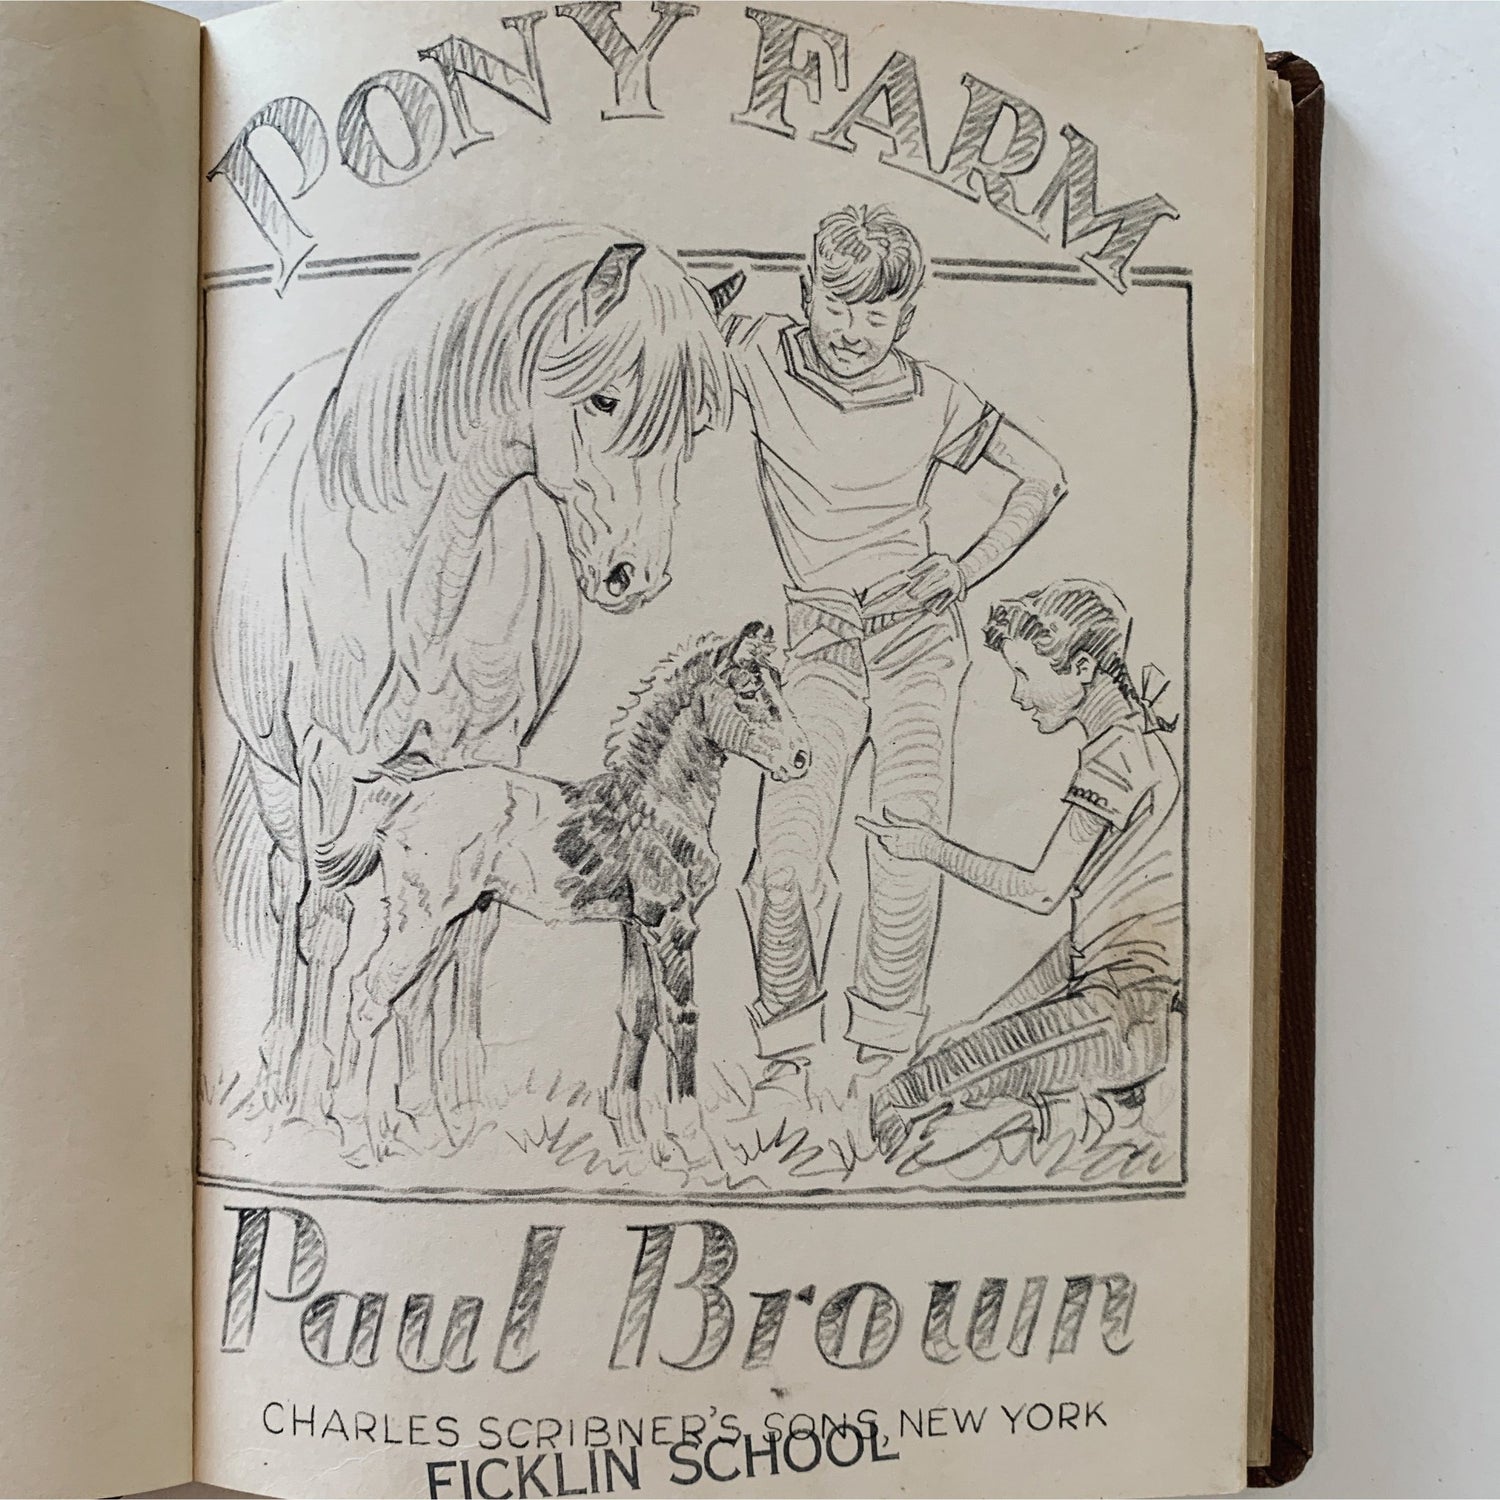 PONY FARM
Paul Brown
CHARLES SCRIBNER'S SONS, NEW YORK
FICKLIN SCHOOL